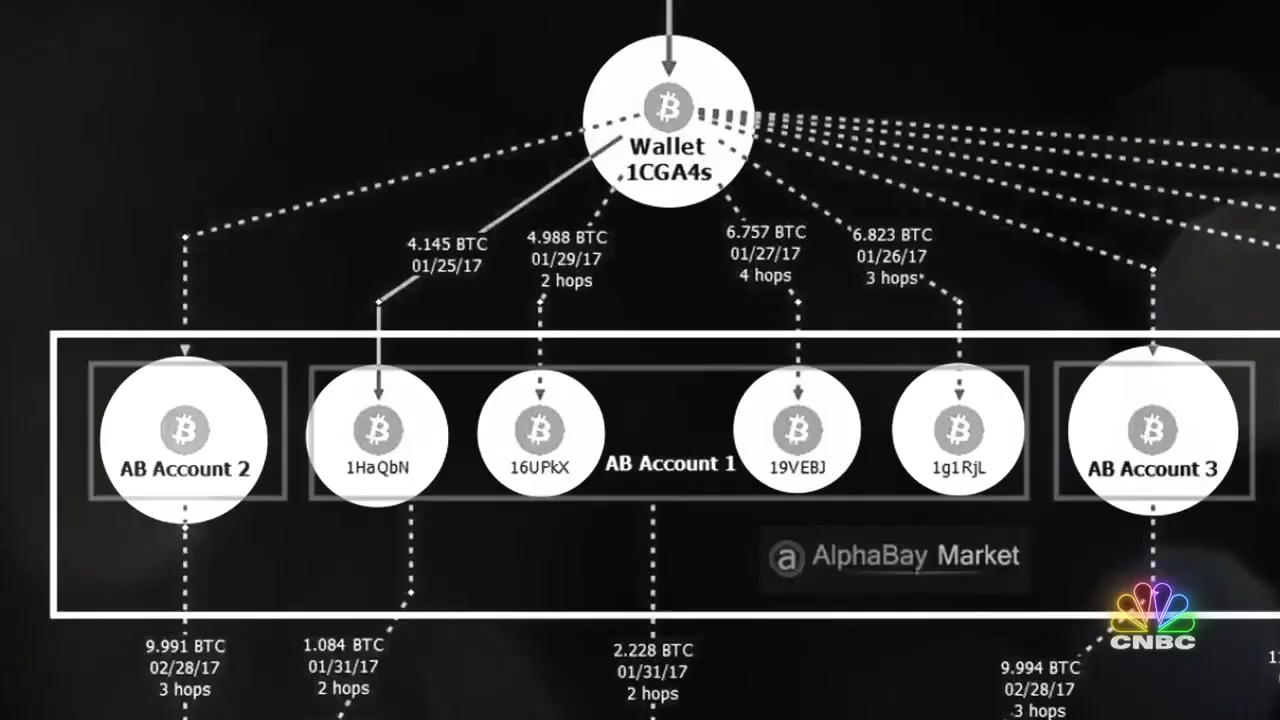 Wallet
1CGA4s
4.145 BTC
01/25/17
4.988 BTC
01/29/17
2 hops
6.757 BTC
01/27/17
4 hops
6.823 BTC
01/26/17
3 hops
AB Account 2
1HaQbN
16UPkX
AB Account 1
19VEBJ
1g1RjL
AB Account 3
a AlphaBay Market
CNBC
9.991 BTC
02/28/17
3 hops
1.084 BTC
01/31/17
2 hops
2.228 BTC
01/31/17
2 hops
9.994 BTC
02/28/17
3 hops